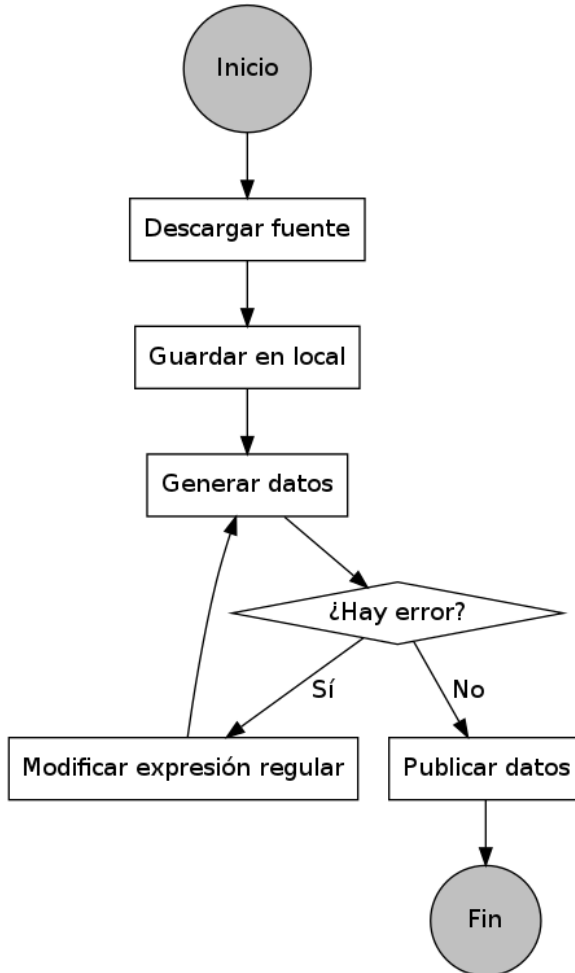 Inicio
Descargar fuente
Guardar en local
Generar datos
¿Hay error?
Sí
No
Modificar expresión regular
Publicar datos
Fin